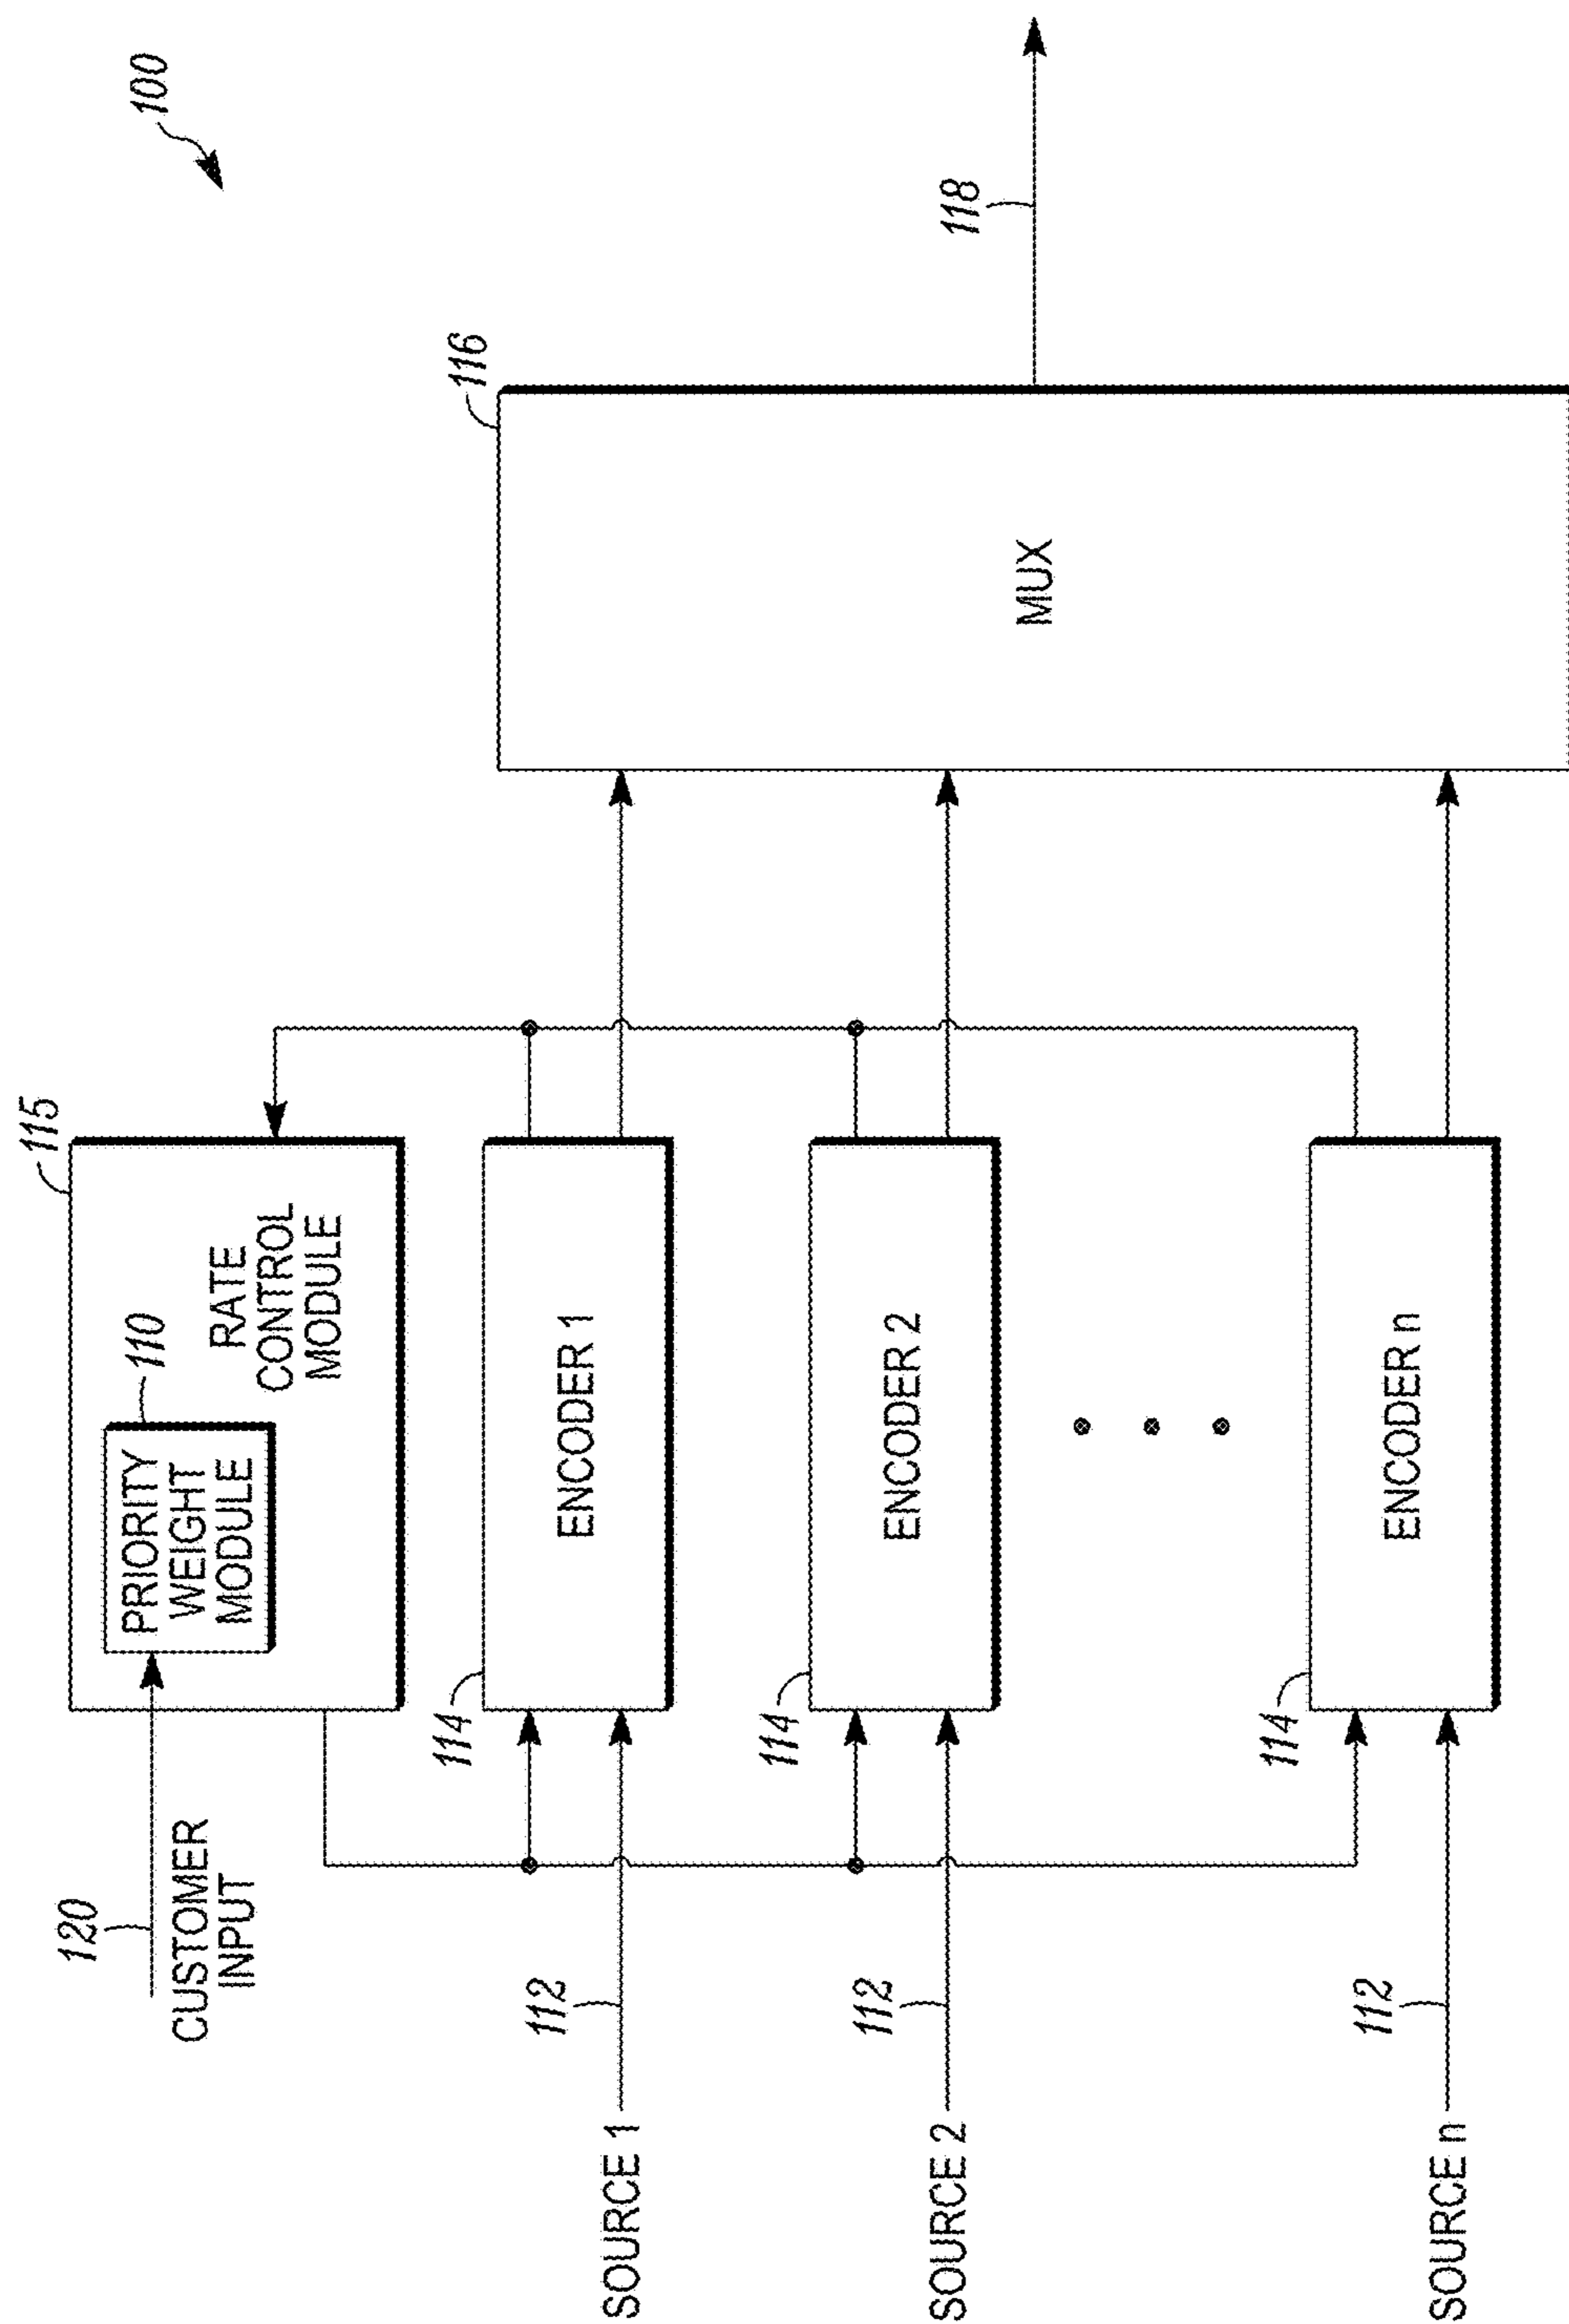 100
115
120
CUSTOMER
INPUT
PRIORITY
WEIGHT
MODULE
110
RATE
CONTROL
MODULE
116
118
SOURCE 1
112
114
ENCODER 1
MUX
SOURCE 2
112
114
ENCODER 2
SOURCE n
112
114
ENCODER n